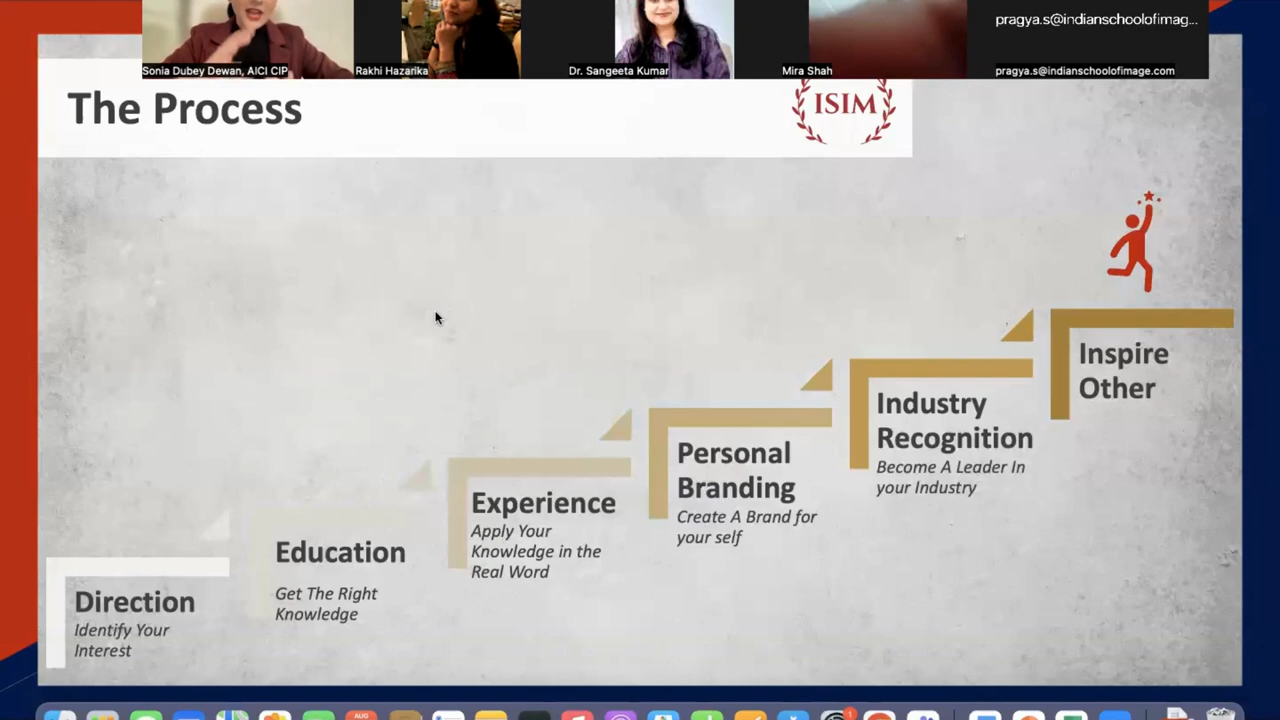 pragya.s@indianschoolofimag...
Sonia Dubey Dewan, AICI CIP
Rakhi Hazarika
Dr. Sangeeta Kumar
Mira Shah
pragya.s@indianschoolofimage.com
The Process
ISIM
Inspire
Other
Industry
Recognition
Become A Leader In
your Industry
Personal
Branding
Create A Brand for
your self
Experience
Apply Your
Knowledge in the
Real Word
Education
Get The Right
Knowledge
Direction
Identify Your
Interest
AUG
1